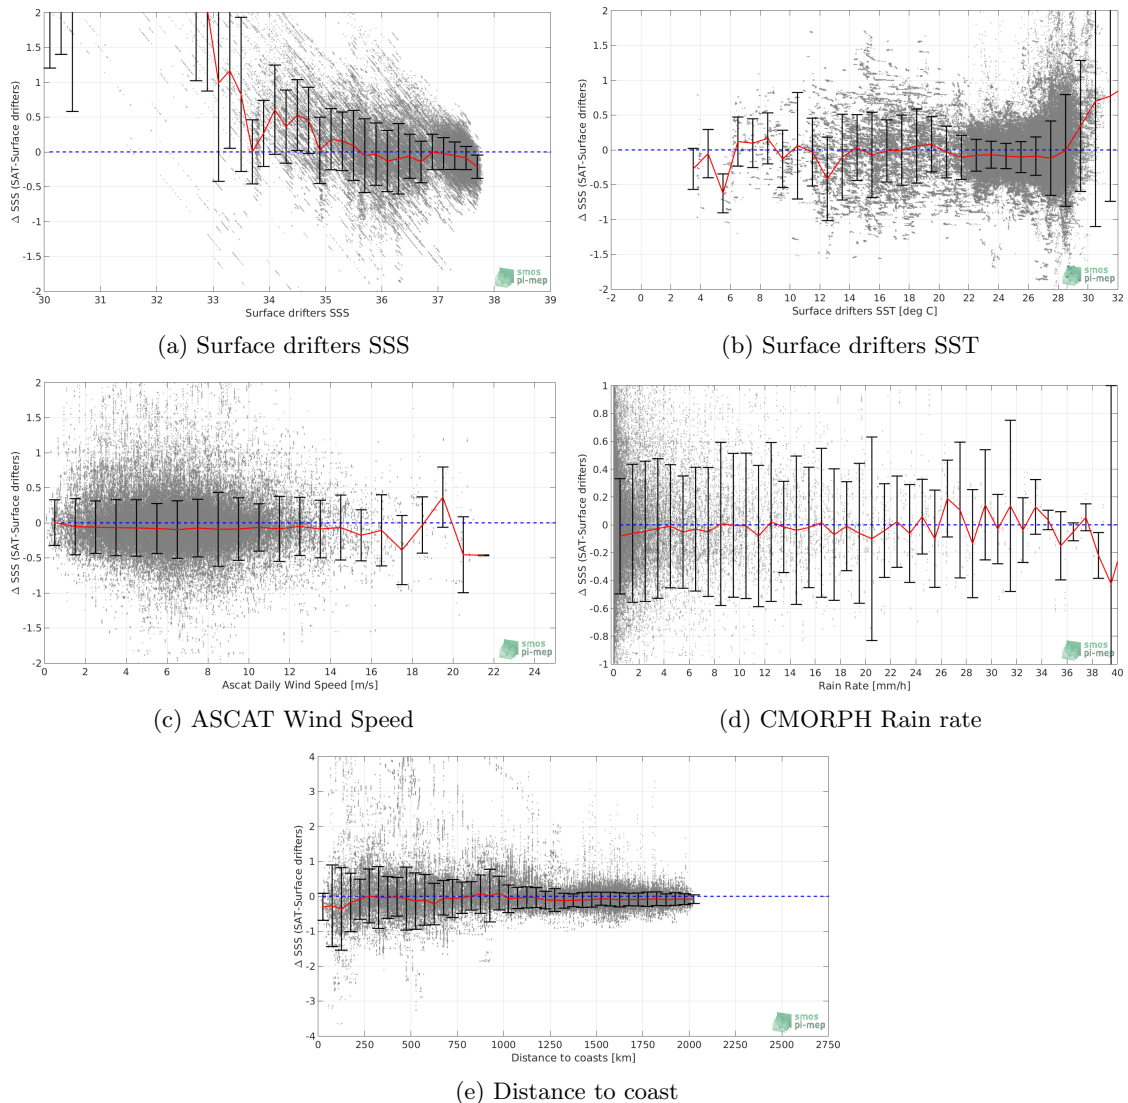 2
1.5
1
0.5
0
-0.5
-1
-1.5
-2
Δ SSS (SAT-Surface drifters)
30 31 32 33 34 35 36 37 38 39
Surface drifters SSS
smos
pi-mep
(a) Surface drifters SSS
2
1.5
1
0.5
0
-0.5
-1
-1.5
-2
Δ SSS (SAT-Surface drifters)
-2 0 2 4 6 8 10 12 14 16 18 20 22 24 26 28 30 32
Surface drifters SST [deg C]
smos
pi-mep
(b) Surface drifters SST
2
1.5
1
0.5
0
-0.5
-1
-1.5
-2
Δ SSS (SAT-Surface drifters)
0 2 4 6 8 10 12 14 16 18 20 22 24
Ascat Daily Wind Speed [m/s]
smos
pi-mep
(c) ASCAT Wind Speed
1
0.8
0.6
0.4
0.2
0
-0.2
-0.4
-0.6
-0.8
-1
Δ SSS (SAT-Surface drifters)
0 2 4 6 8 10 12 14 16 18 20 22 24 26 28 30 32 34 36 38 40
Rain Rate [mm/h]
smos
pi-mep
(d) CMORPH Rain rate
4
3
2
1
0
-1
-2
-3
-4
Δ SSS (SAT-Surface drifters)
0 250 500 750 1000 1250 1500 1750 2000 2250 2500 2750
Distance to coasts [km]
smos
pi-mep
(e) Distance to coast